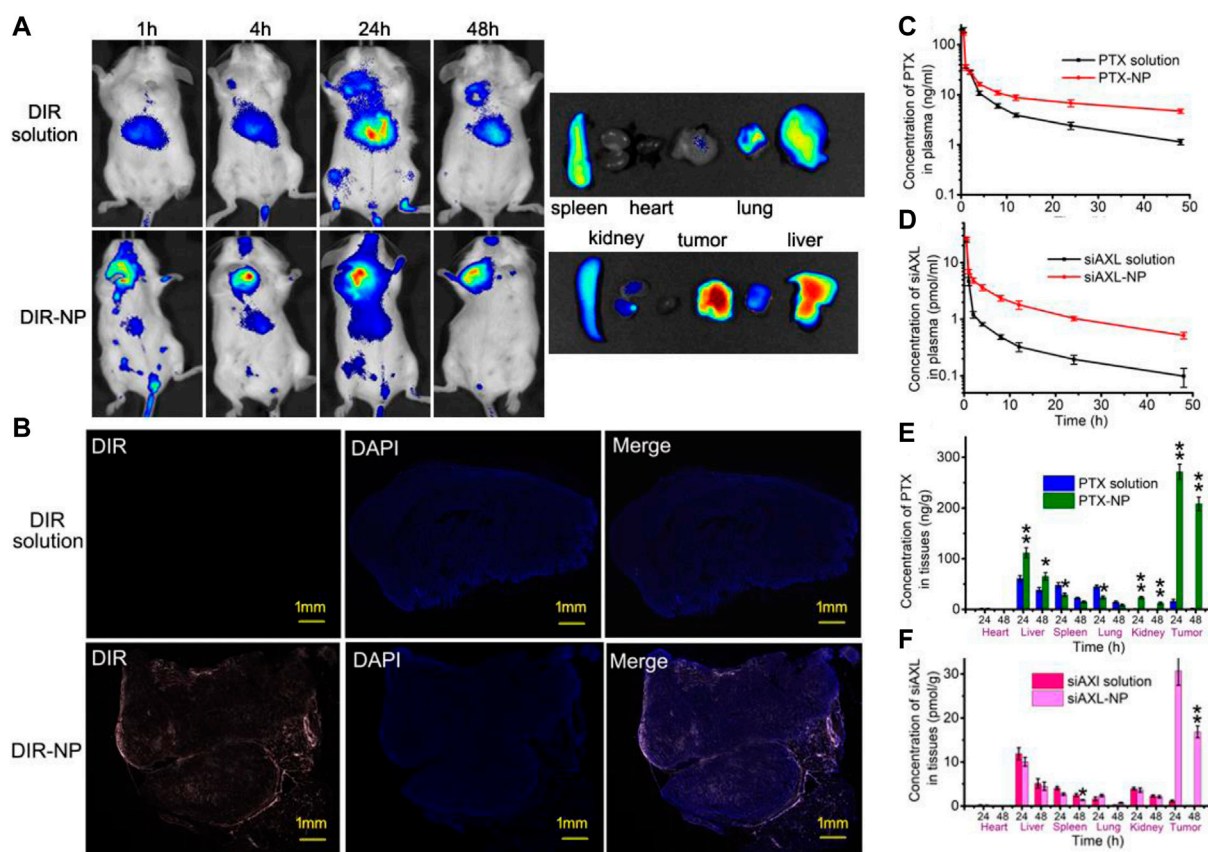 A
1h 4h 24h 48h
DIR
solution
DIR-NP
spleen heart lung
kidney tumor liver
B
DIR
solution
DIR DAPI Merge
1mm 1mm 1mm
DIR-NP
DIR DAPI Merge
1mm 1mm 1mm
C
Concentration of PTX
in plasma (ng/ml)
100
10
1
0.1
PTX solution
PTX-NP
0 10 20 30 40 50
D
Concentration of siAXL
in plasma (pmol/ml)
10
1
0.1
siAXL solution
siAXL-NP
0 10 20 30 40 50
Time (h)
E
Concentration of PTX
in tissues (ng/g)
300
200
100
0
PTX solution
PTX-NP
** * * * ** ** ** **
24 48 24 48 24 48 24 48 24 48 24 48
Heart Liver Spleen Lung Kidney Tumor
Time (h)
F
Concentration of siAXL
in tissues (pmol/g)
30
20
10
0
siAXl solution
siAXL-NP
* **
24 48 24 48 24 48 24 48 24 48 24 48
Heart Liver Spleen Lung Kidney Tumor
Time (h)